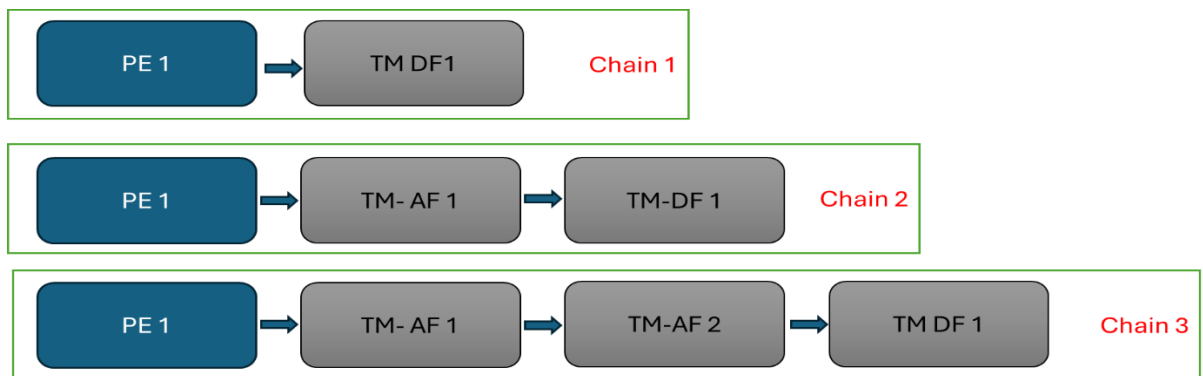 PE 1 TM DF1 Chain 1
PE 1 TM- AF 1 TM-DF 1 Chain 2
PE 1 TM- AF 1 TM-AF 2 TM DF 1 Chain 3